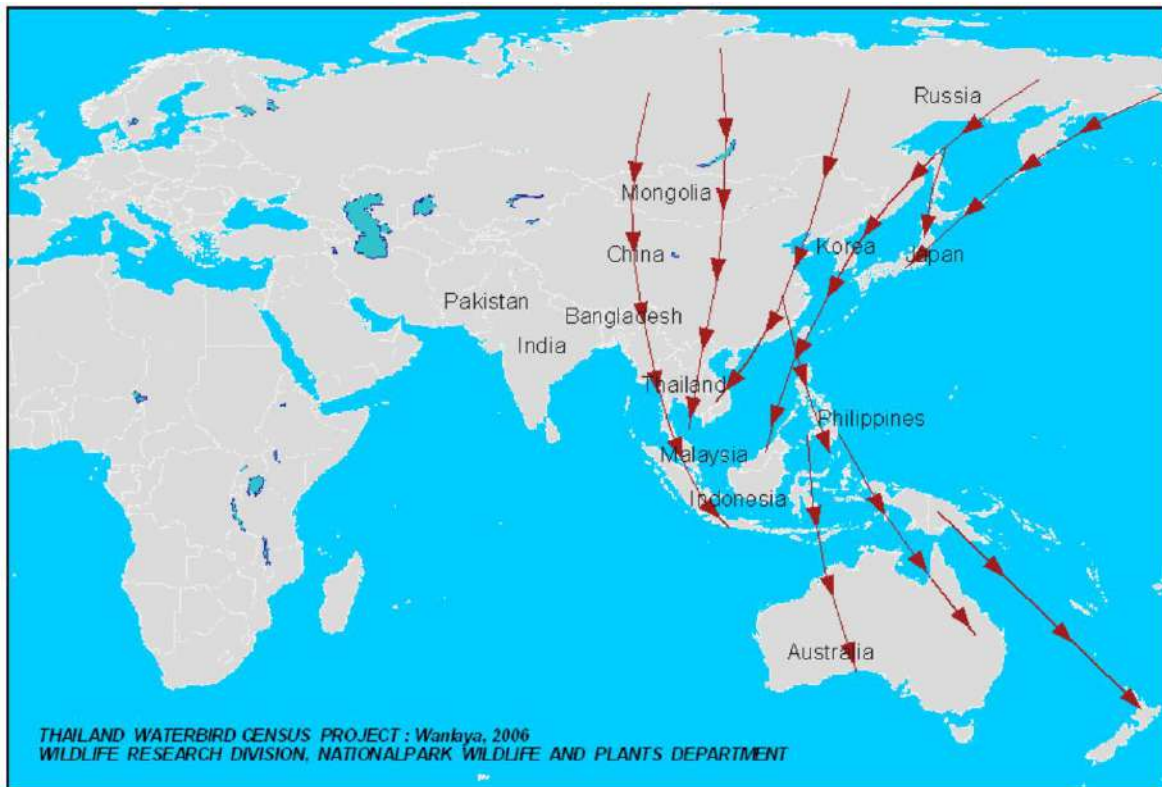 Russia
Mongolia
China
Korea
Japan
Pakistan
Bangladesh
India
Thailand
Philippines
Malaysia
Indonesia
Australia
THAILAND WATERBIRD CENSUS PROJECT : Wanlaya, 2006
WILDLIFE RESEARCH DIVISION, NATIONALPARK WILDLIFE AND PLANTS DEPARTMENT